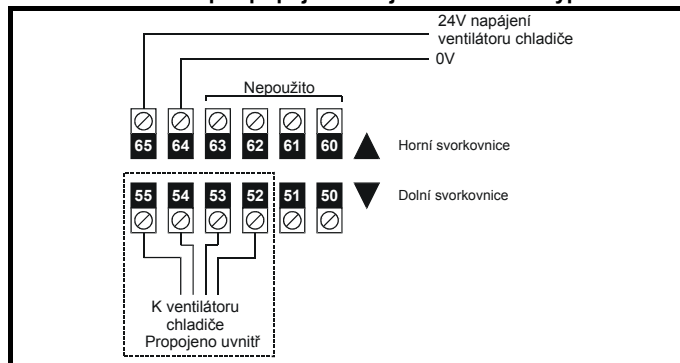 24V napájení
ventilátoru chladiče
0V
Nepoužito
65 64 63 62 61 60
Horní svorkovnice
55 54 53 52 51 50
Dolní svorkovnice
K ventilátoru
chladiče
Propojeno uvnitř